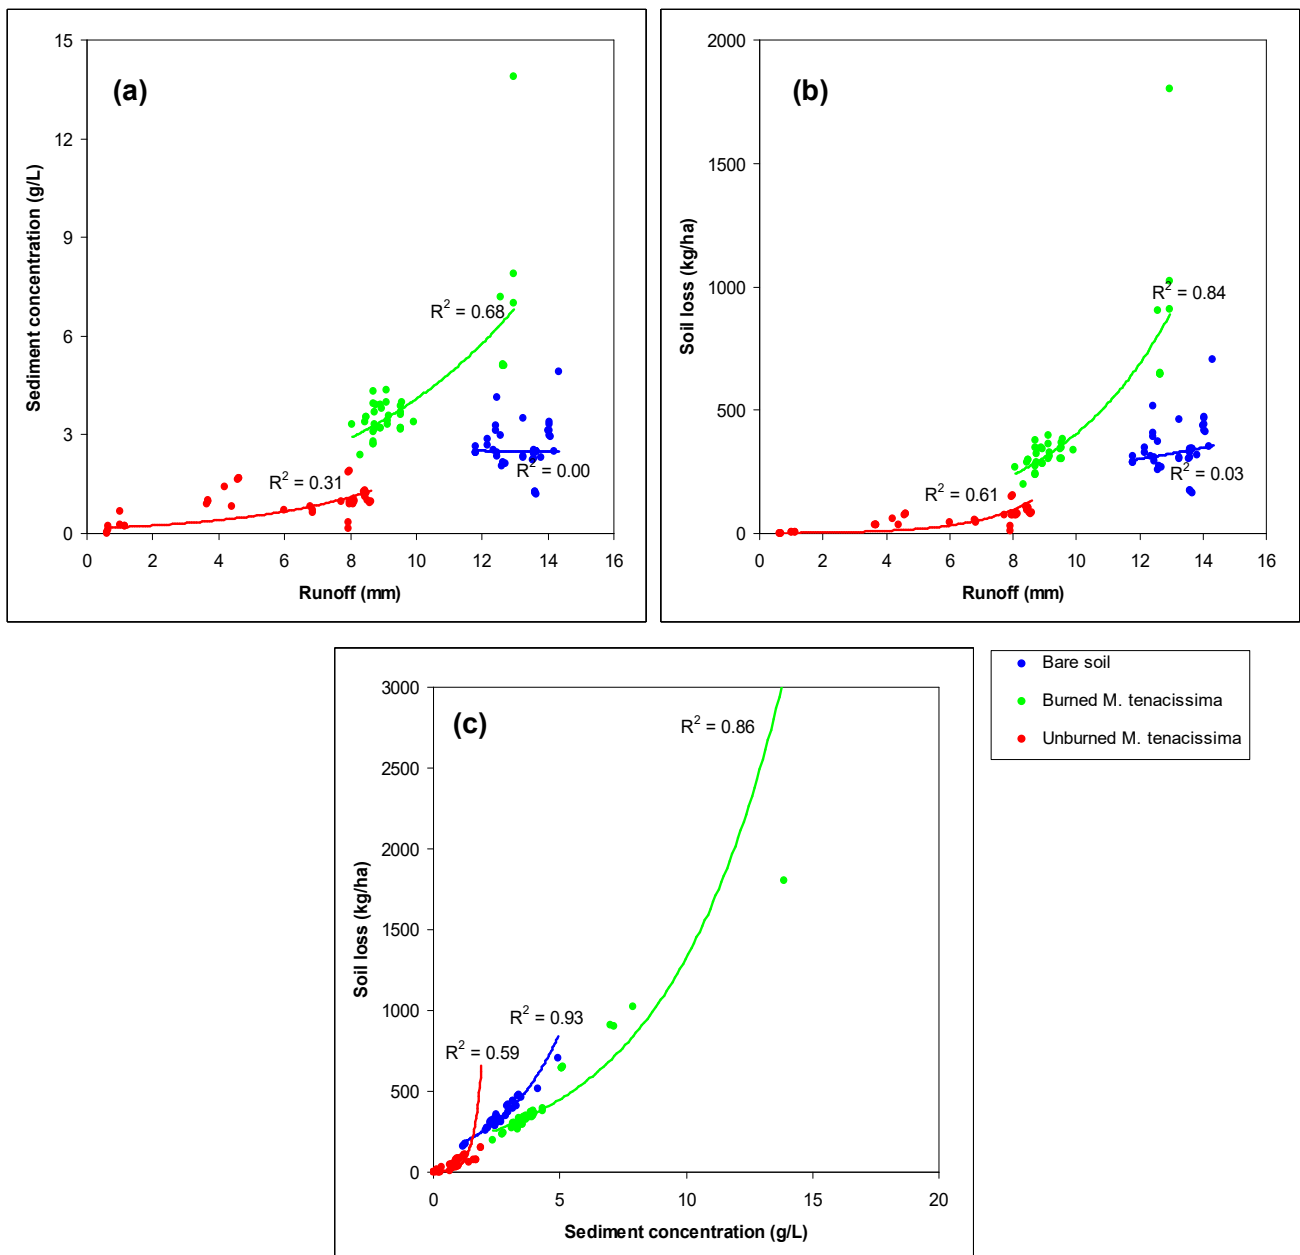 (a)
15
12
9
6
3
0
Sediment concentration (g/L)
R² = 0.68
R² = 0.31
R² = 0.00
0 2 4 6 8 10 12 14 16
Runoff (mm)
(b)
2000
1500
1000
500
0
Soil loss (kg/ha)
R² = 0.84
R² = 0.61
R² = 0.03
0 2 4 6 8 10 12 14 16
Runoff (mm)
(c)
3000
2500
2000
1500
1000
500
0
Soil loss (kg/ha)
R² = 0.86
R² = 0.93
R² = 0.59
0 5 10 15 20
Sediment concentration (g/L)
Bare soil
Burned M. tenacissima
Unburned M. tenacissima